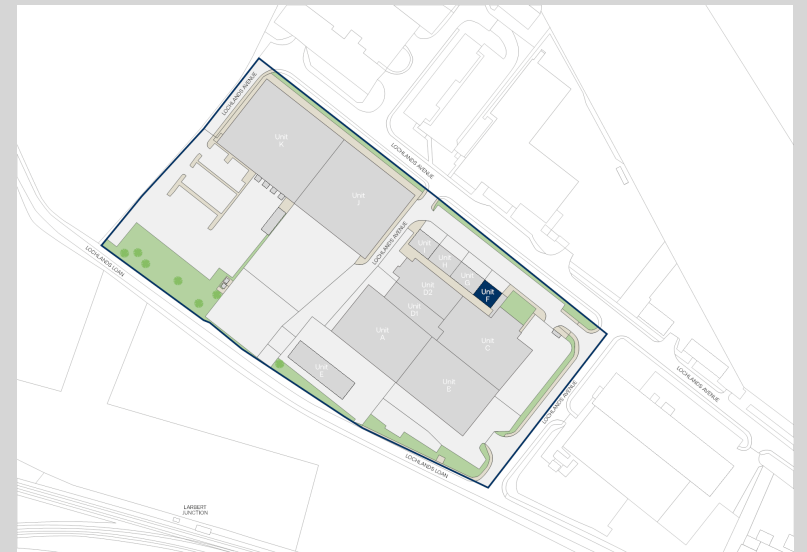 LOCHLANDS AVENUE
Unit
K
LOCHLANDS AVENUE
Unit
J
LOCHLANDS AVENUE
Unit
I
Unit
H
Unit
G
Unit
F
Unit
D2
Unit
D1
Unit
A
Unit
C
Unit
E
Unit
B
LOCHLANDS LOAN
LOCHLANDS AVENUE
LOCHLANDS AVENUE
LOCHLANDS LOAN
LARBERT
JUNCTION